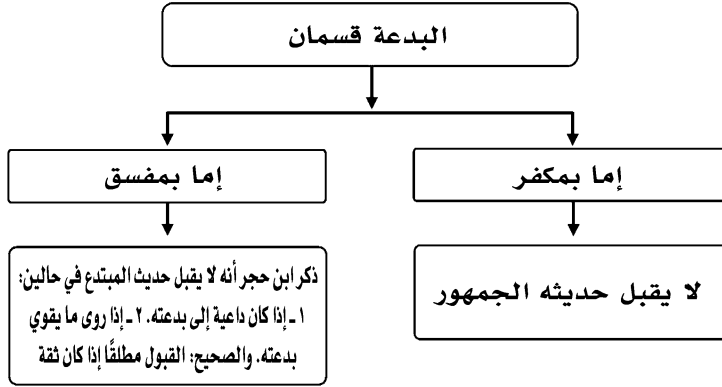 البدعة قسمان
إما بمكفر
إما بمفسق
لا يقبل حديثه الجمهور
ذكر ابن حجر أنه لا يقبل حديث المبتدع في حالين:
١ ـ إذا كان داعية إلى بدعته. ٢ ـ إذا روى ما يقوي
بدعته. والصحيح: القبول مطلقًا إذا كان ثقة